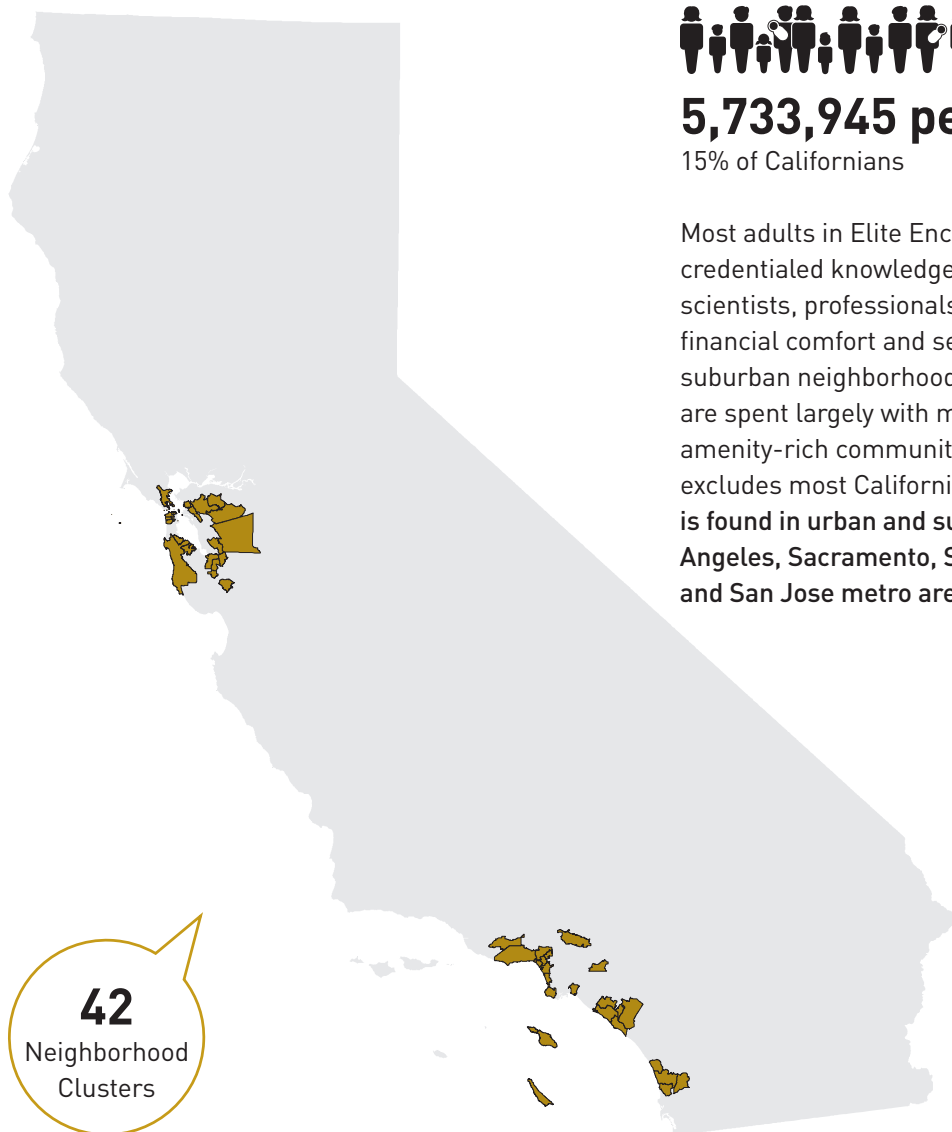 5,733,945 pe
15% of Californians
Most adults in Elite Enc
credentialed knowledge
scientists, professionals
financial comfort and se
suburban neighborhood
are spent largely with m
amenity-rich communit
excludes most Californi
is found in urban and su
Angeles, Sacramento, S
and San Jose metro are
42
Neighborhood
Clusters